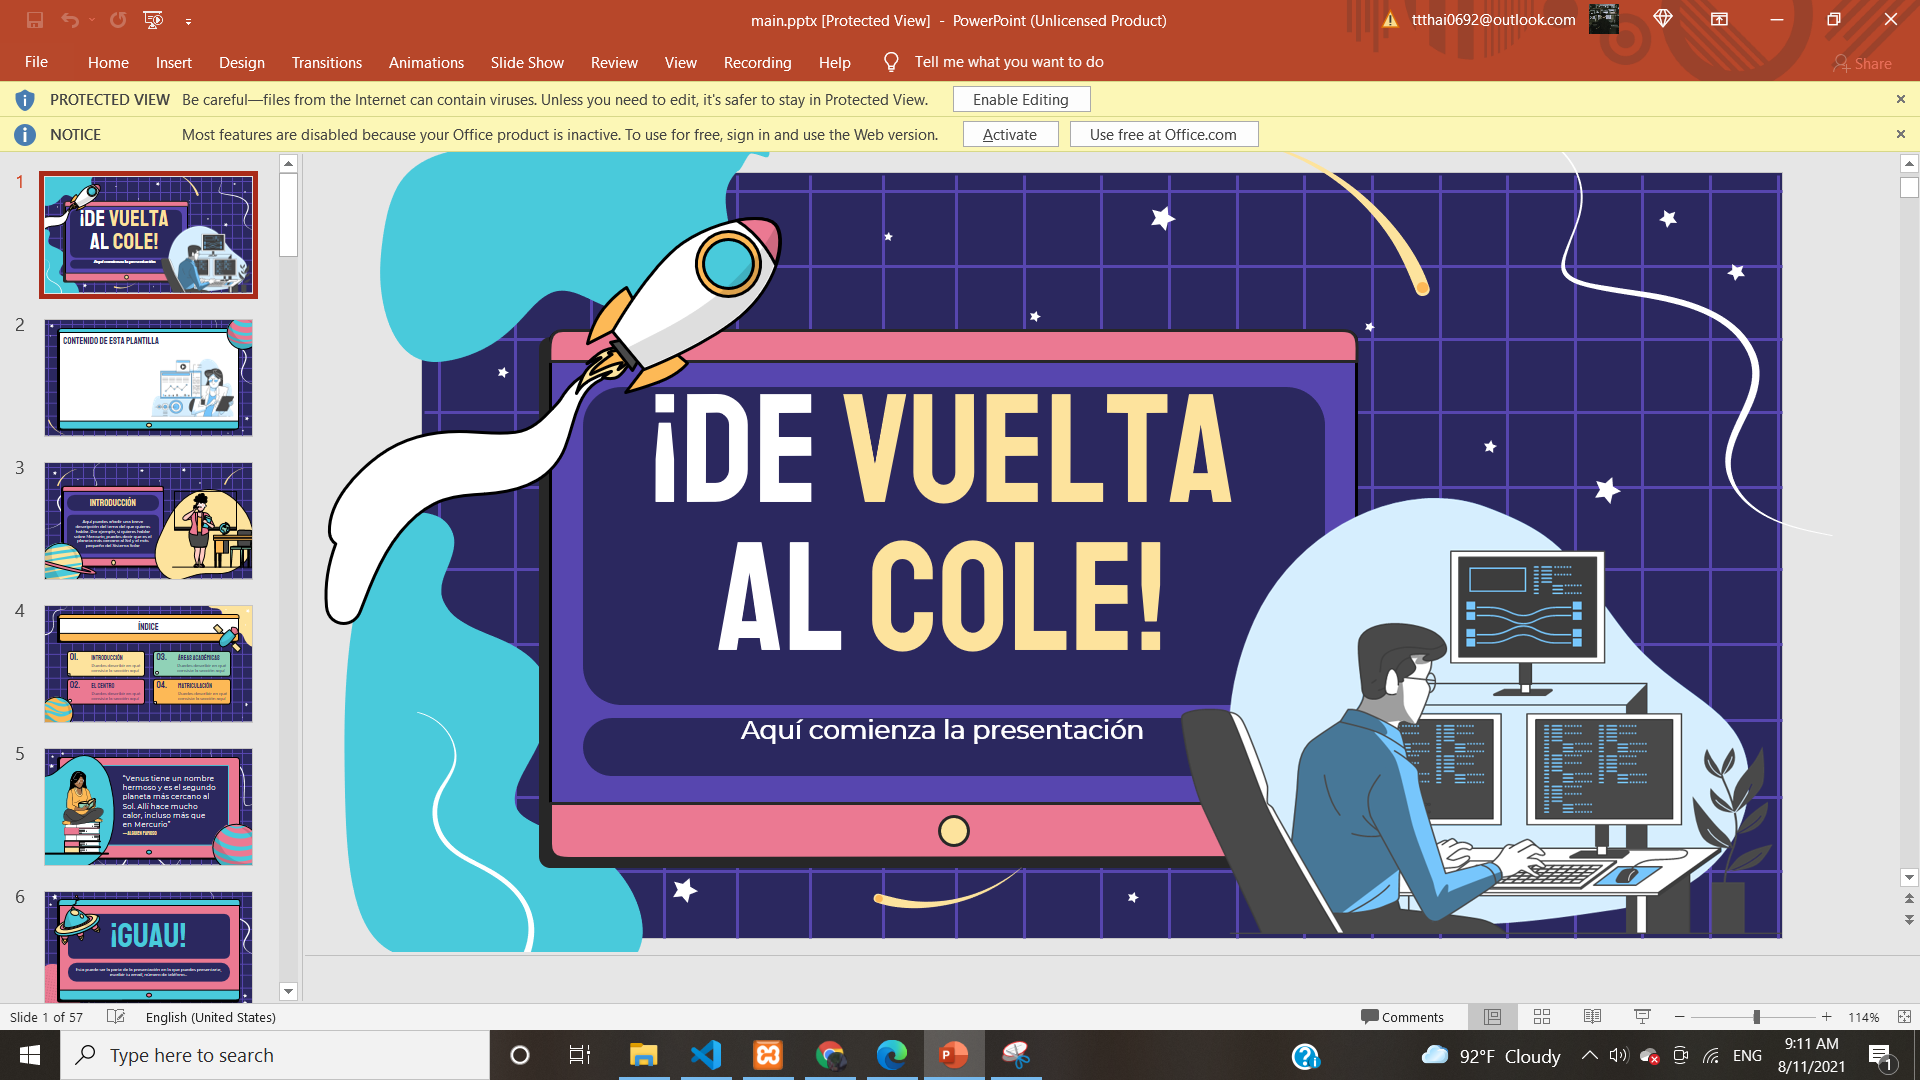 main.pptx [Protected View] - PowerPoint (Unlicensed Product)
ttthai0692@outlook.com
File Home Insert Design Transitions Animations Slide Show Review View Recording Help Tell me what you want to do
Share
PROTECTED VIEW Be careful—files from the Internet can contain viruses. Unless you need to edit, it's safer to stay in Protected View. Enable Editing
NOTICE Most features are disabled because your Office product is inactive. To use for free, sign in and use the Web version. Activate Use free at Office.com
1
¡DE VUELTA
AL COLE!
Aquí comienza la presentación
2
CONTENIDO DE ESTA PLANTILLA
3
INTRODUCCIÓN
4
ÍNDICE
01. INTRODUCCIÓN
03. ÁREAS ACADÉMICAS
02. EL CENTRO
04. MATRICULACIÓN
5
"Venus tiene un nombre
hermoso y es el segundo
planeta más cercano al
Sol. Allí hace mucho
calor, incluso más que
en Mercurio"
—ALGUIEN FAMOSO
6
¡GUAU!
¡DE VUELTA
AL COLE!
Aquí comienza la presentación
Slide 1 of 57
English (United States)
Comments
114%
Type here to search
92°F Cloudy
ENG
9:11 AM
8/11/2021
1